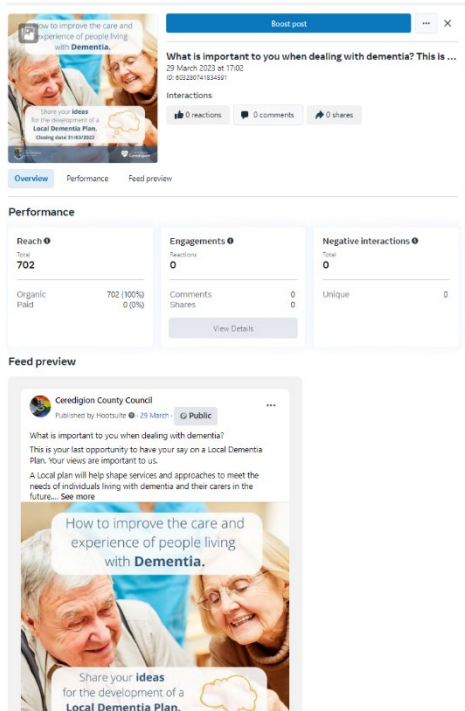 How to improve the care and
experience of people living
with Dementia.
Share your ideas
for the development of a
Local Dementia Plan.
Closing date 31/03/2023
Ceredigion
Boost post
What is important to you when dealing with dementia? This is ...
29 March 2023 at 17:02
ID: 603280741834591
Interactions
0 reactions
0 comments
0 shares
Overview
Performance
Feed preview
Performance
Reach
Total
702
Organic 702 (100%)
Paid 0 (0%)
Engagements
Reactions
0
Comments 0
Shares 0
View Details
Negative interactions
Total
0
Unique 0
Feed preview
Ceredigion County Council
Published by Hootsuite · 29 March · Public
What is important to you when dealing with dementia?
This is your last opportunity to have your say on a Local Dementia
Plan. Your views are important to us.
A Local plan will help shape services and approaches to meet the
needs of individuals living with dementia and their carers in the
future.... See more
How to improve the care and
experience of people living
with Dementia.
Share your ideas
for the development of a
Local Dementia Plan.